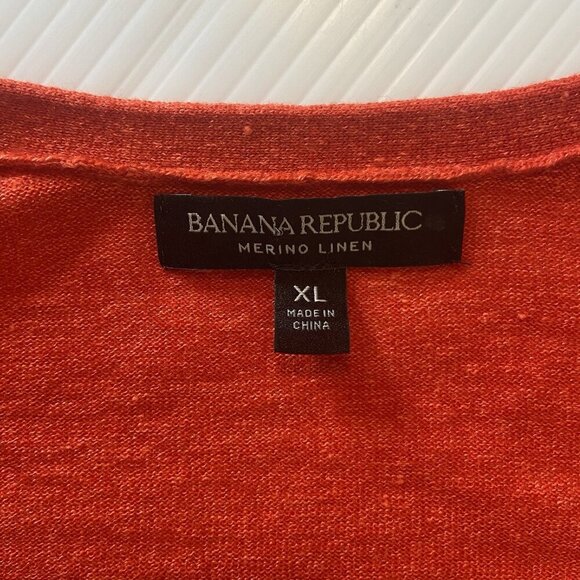 BANANA REPUBLIC
MERINO LINEN
XL
MADE IN
CHINA